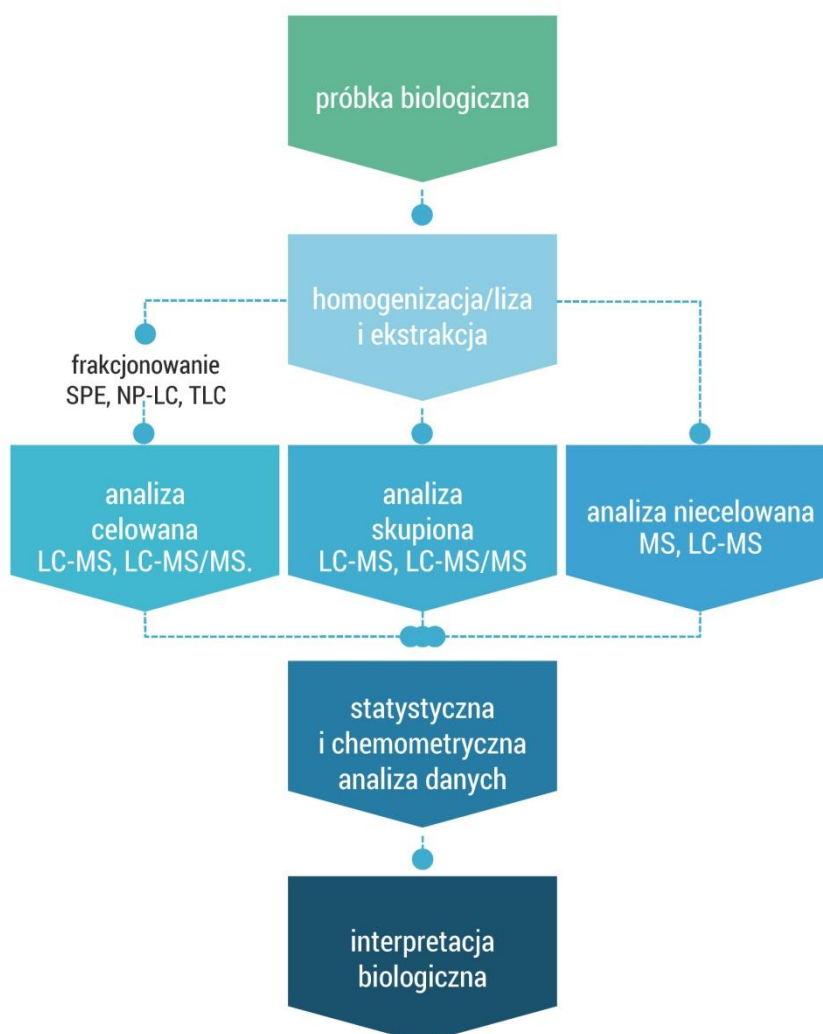 próbka biologiczna
homogenizacja/liza
i ekstrakcja
frakcjonowanie
SPE, NP-LC, TLC
analiza
celowana
LC-MS, LC-MS/MS.
analiza
skupiona
LC-MS, LC-MS/MS
analiza niecelowana
MS, LC-MS
statystyczna
i chemometryczna
analiza danych
interpretacja
biologiczna